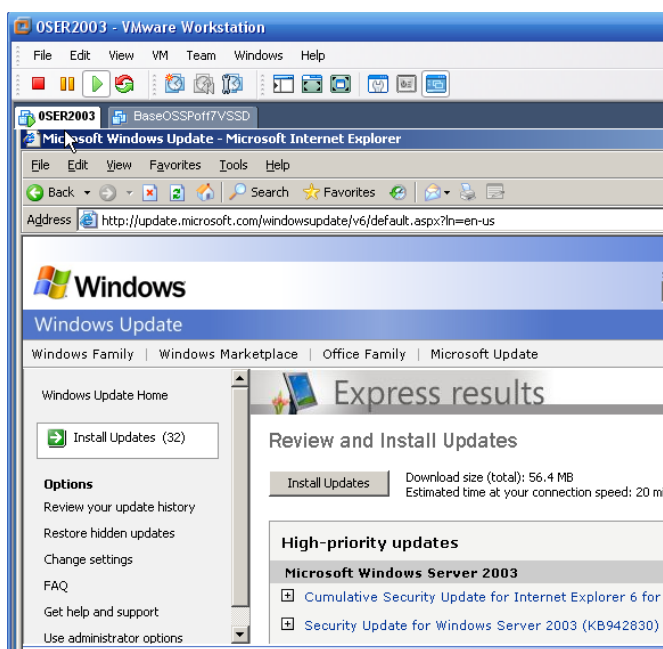 0SER2003 - VMware Workstation
File Edit View VM Team Windows Help
0SER2003 BaseOSSPoff7VSSD
Microsoft Windows Update - Microsoft Internet Explorer
File Edit View Favorites Tools Help
Back Search Favorites
Address http://update.microsoft.com/windowsupdate/v6/default.aspx?ln=en-us
Windows
Windows Update
Windows Family | Windows Marketplace | Office Family | Microsoft Update
Windows Update Home
Install Updates (32)
Options
Review your update history
Restore hidden updates
Change settings
FAQ
Get help and support
Use administrator options
Express results
Review and Install Updates
Install Updates
Download size (total): 56.4 MB
Estimated time at your connection speed: 20 mi
High-priority updates
Microsoft Windows Server 2003
Cumulative Security Update for Internet Explorer 6 for
Security Update for Windows Server 2003 (KB942830)